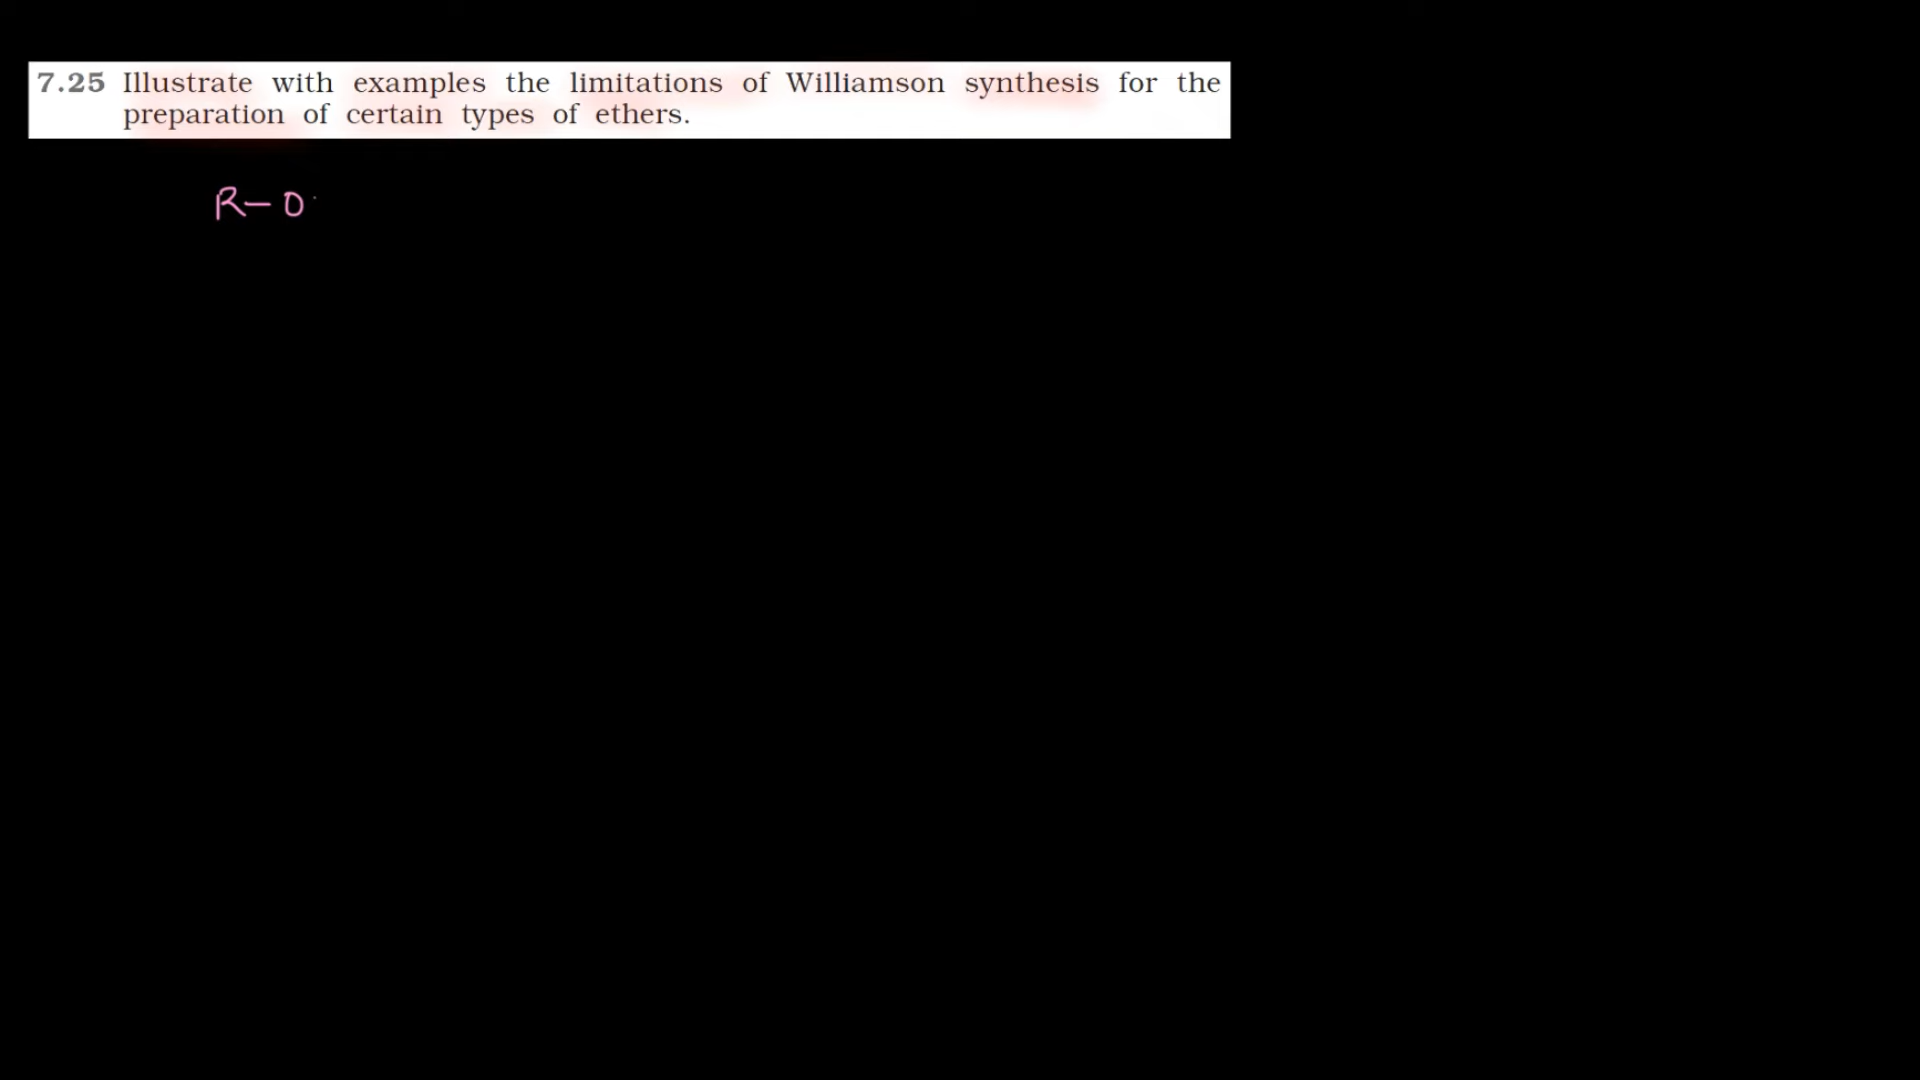 7.25 Illustrate with examples the limitations of Williamson synthesis for the
preparation of certain types of ethers.
R- O